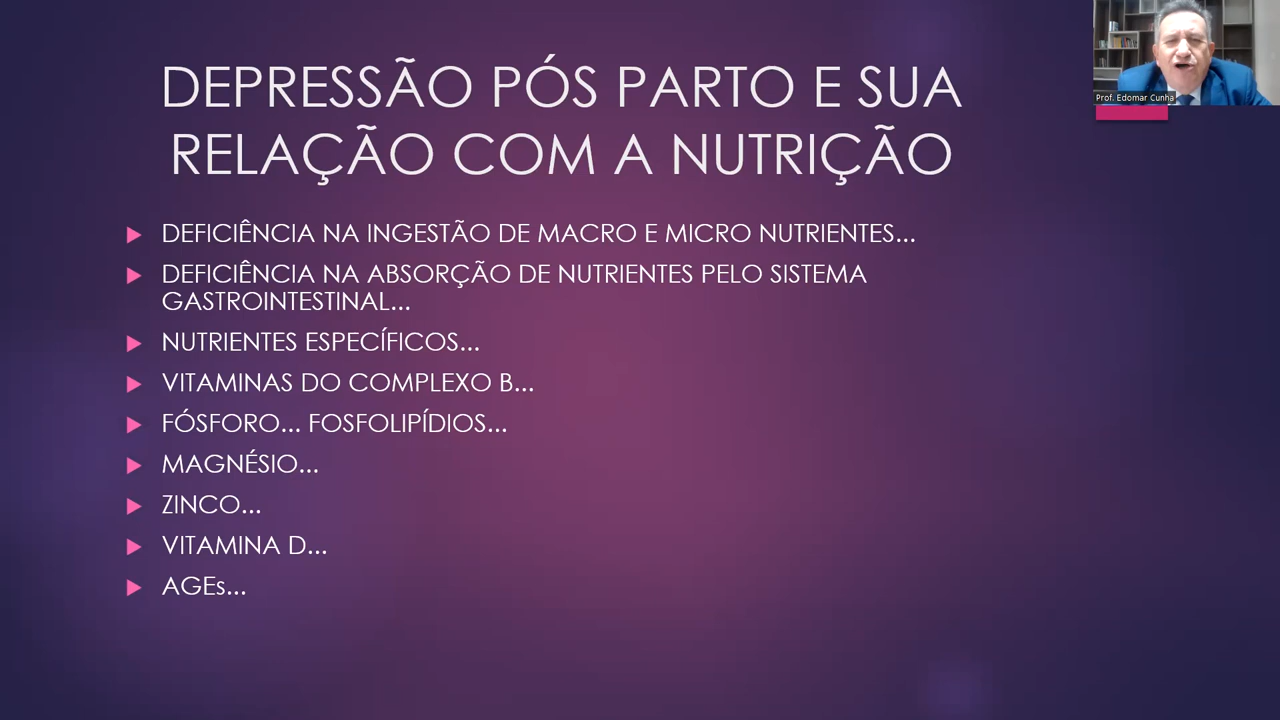 DEPRESSÃO PÓS PARTO E SUA
RELAÇÃO COM A NUTRIÇÃO
Prof. Edomar Cunha
DEFICIÊNCIA NA INGESTÃO DE MACRO E MICRO NUTRIENTES...
DEFICIÊNCIA NA ABSORÇÃO DE NUTRIENTES PELO SISTEMA
GASTROINTESTINAL...
NUTRIENTES ESPECÍFICOS...
VITAMINAS DO COMPLEXO B...
FÓSFORO... FOSFOLIPÍDIOS...
MAGNÉSIO...
ZINCO...
VITAMINA D...
AGEs...